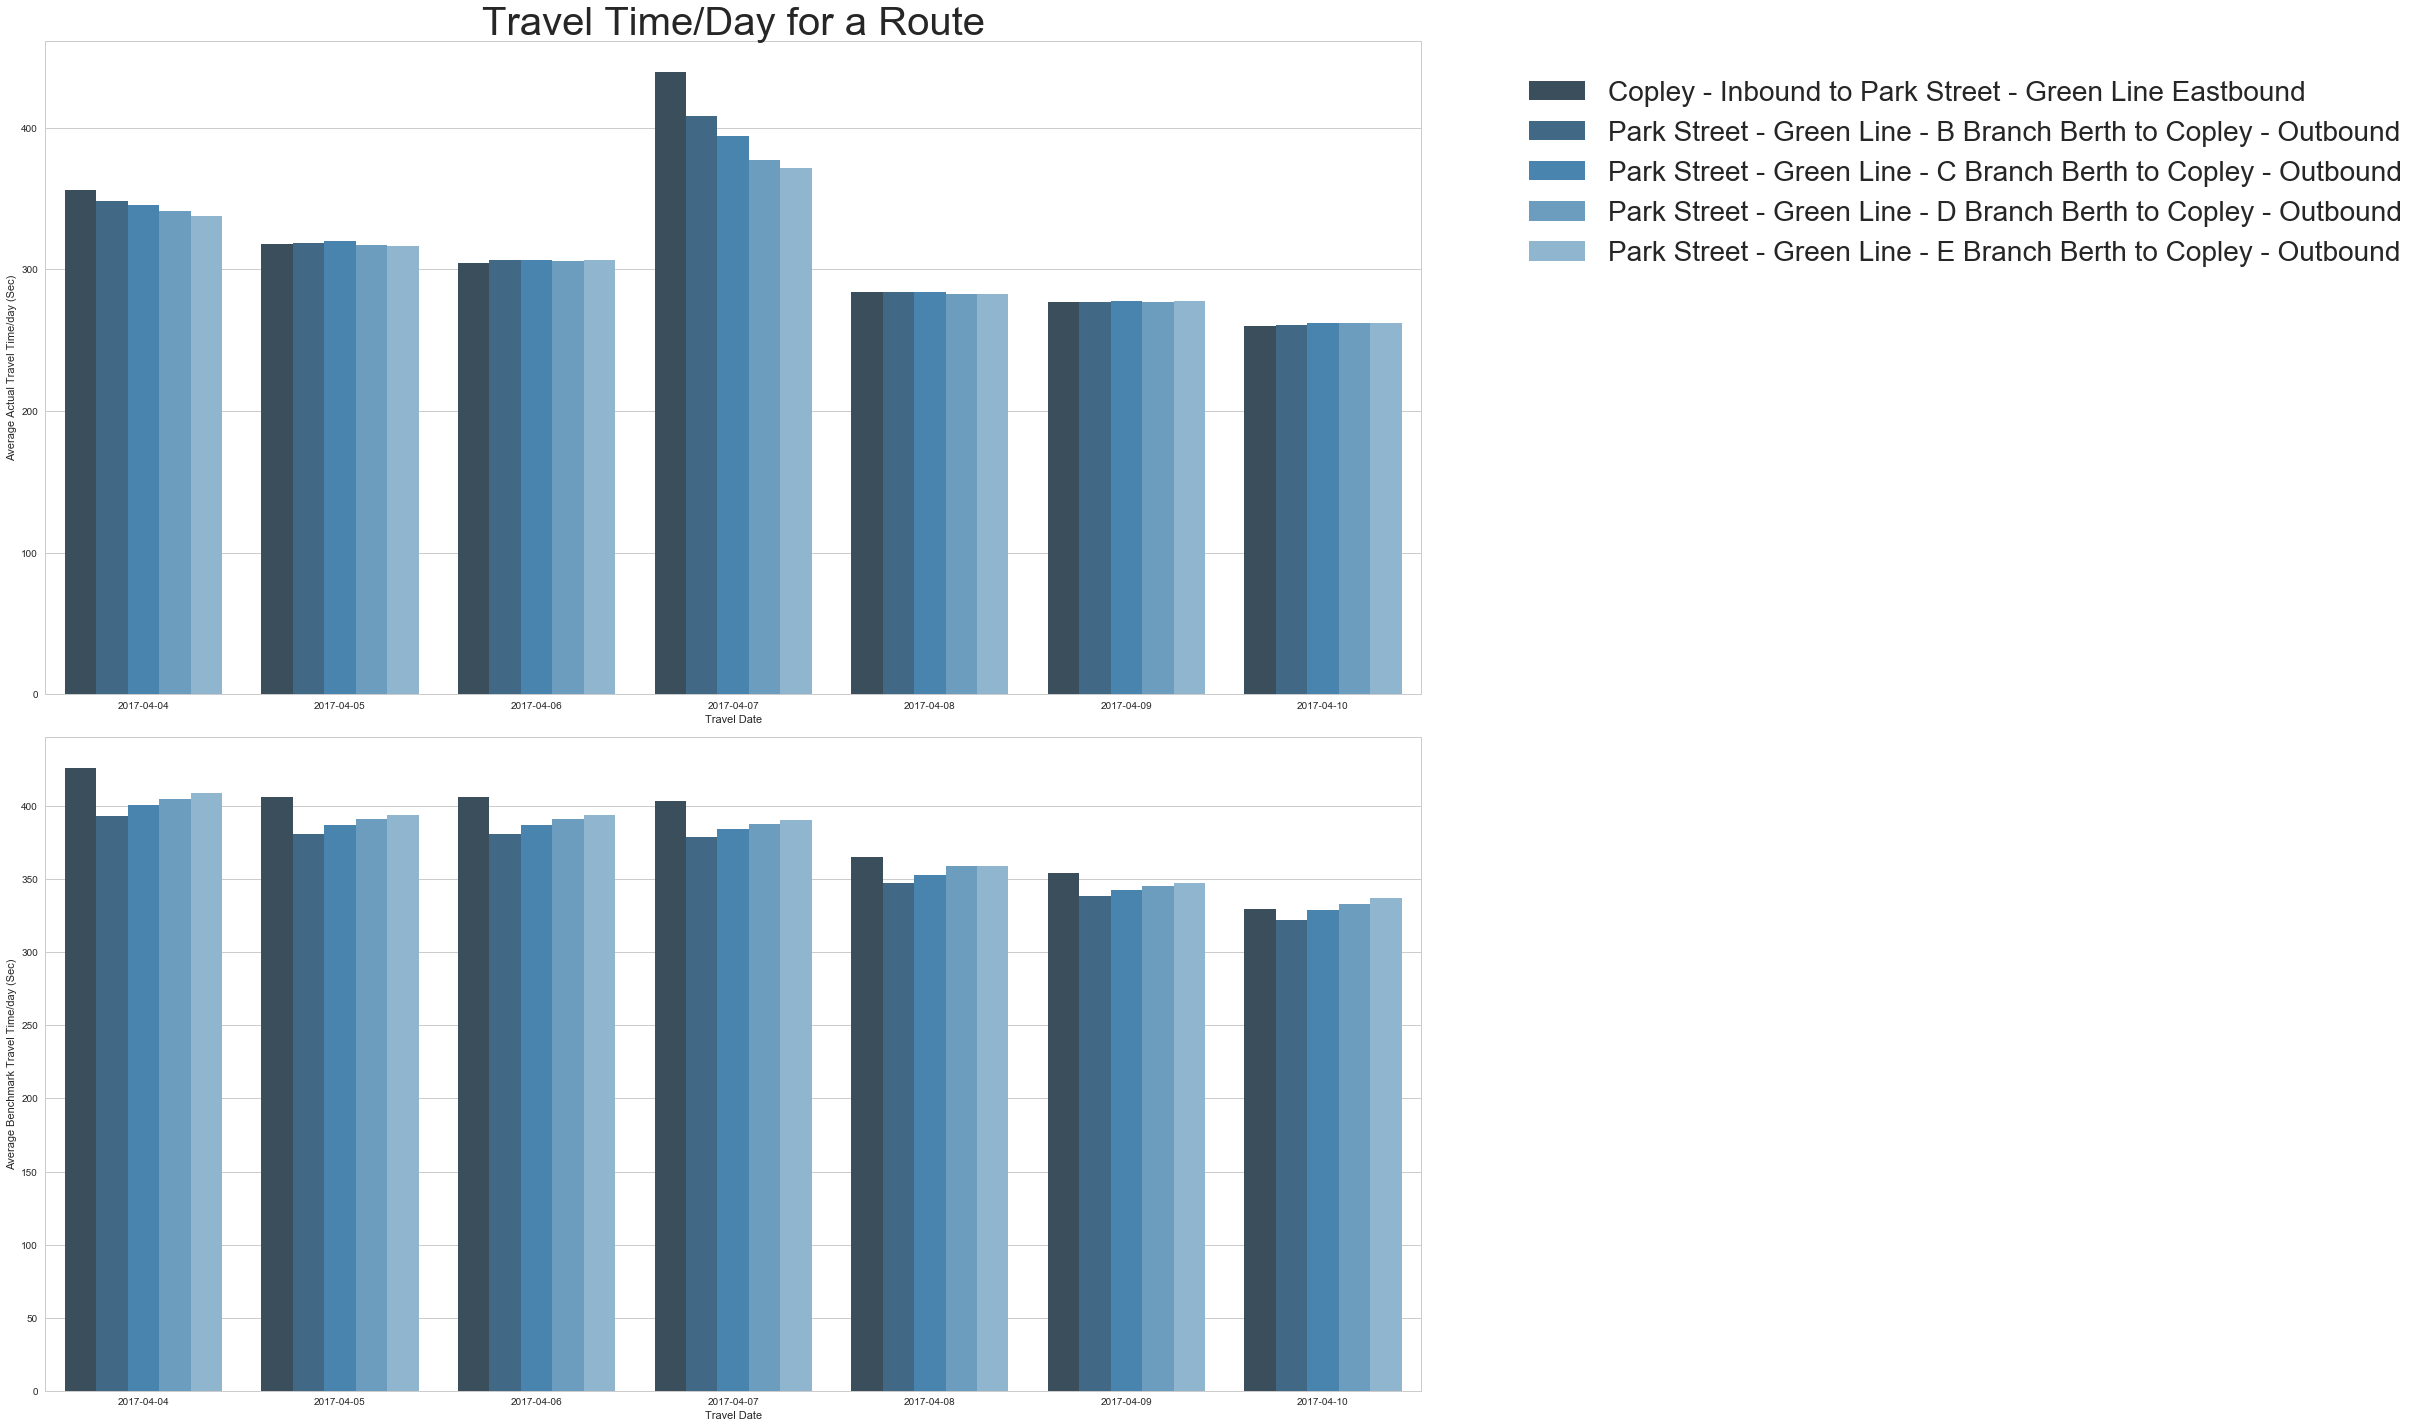 Travel Time/Day for a Route
Copley - Inbound to Park Street - Green Line Eastbound
Park Street - Green Line - B Branch Berth to Copley - Outbound
Park Street - Green Line - C Branch Berth to Copley - Outbound
Park Street - Green Line - D Branch Berth to Copley - Outbound
Park Street - Green Line - E Branch Berth to Copley - Outbound
Average Actual Travel Time/day (Sec)
400
300
200
100
0
2017-04-04 2017-04-05 2017-04-06 2017-04-07 2017-04-08 2017-04-09 2017-04-10
Travel Date
Average Benchmark Travel Time/day (Sec)
400
350
300
250
200
150
100
50
0
2017-04-04 2017-04-05 2017-04-06 2017-04-07 2017-04-08 2017-04-09 2017-04-10
Travel Date